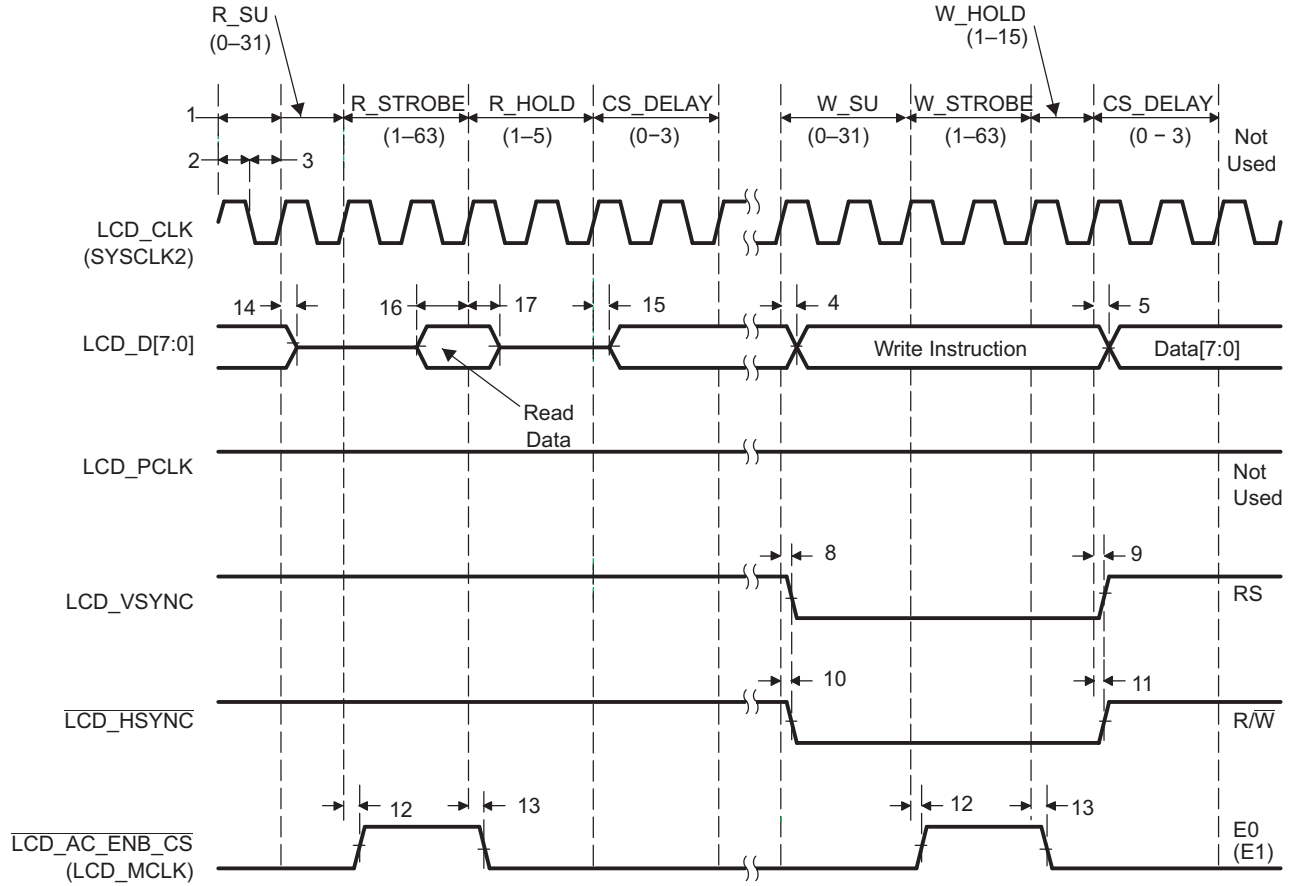 R_SU
(0–31)
W_HOLD
(1–15)
1
R_STROBE
(1–63)
R_HOLD
(1–5)
CS_DELAY
(0–3)
W_SU
(0–31)
W_STROBE
(1–63)
CS_DELAY
(0 – 3)
Not
Used
2
3
LCD_CLK
(SYSCLK2)
14
16
17
15
4
5
LCD_D[7:0]
Write Instruction
Data[7:0]
Read
Data
LCD_PCLK
Not
Used
8
9
LCD_VSYNC
RS
10
11
LCD_HSYNC
R/W
12
13
12
13
LCD_AC_ENB_CS
(LCD_MCLK)
E0
(E1)